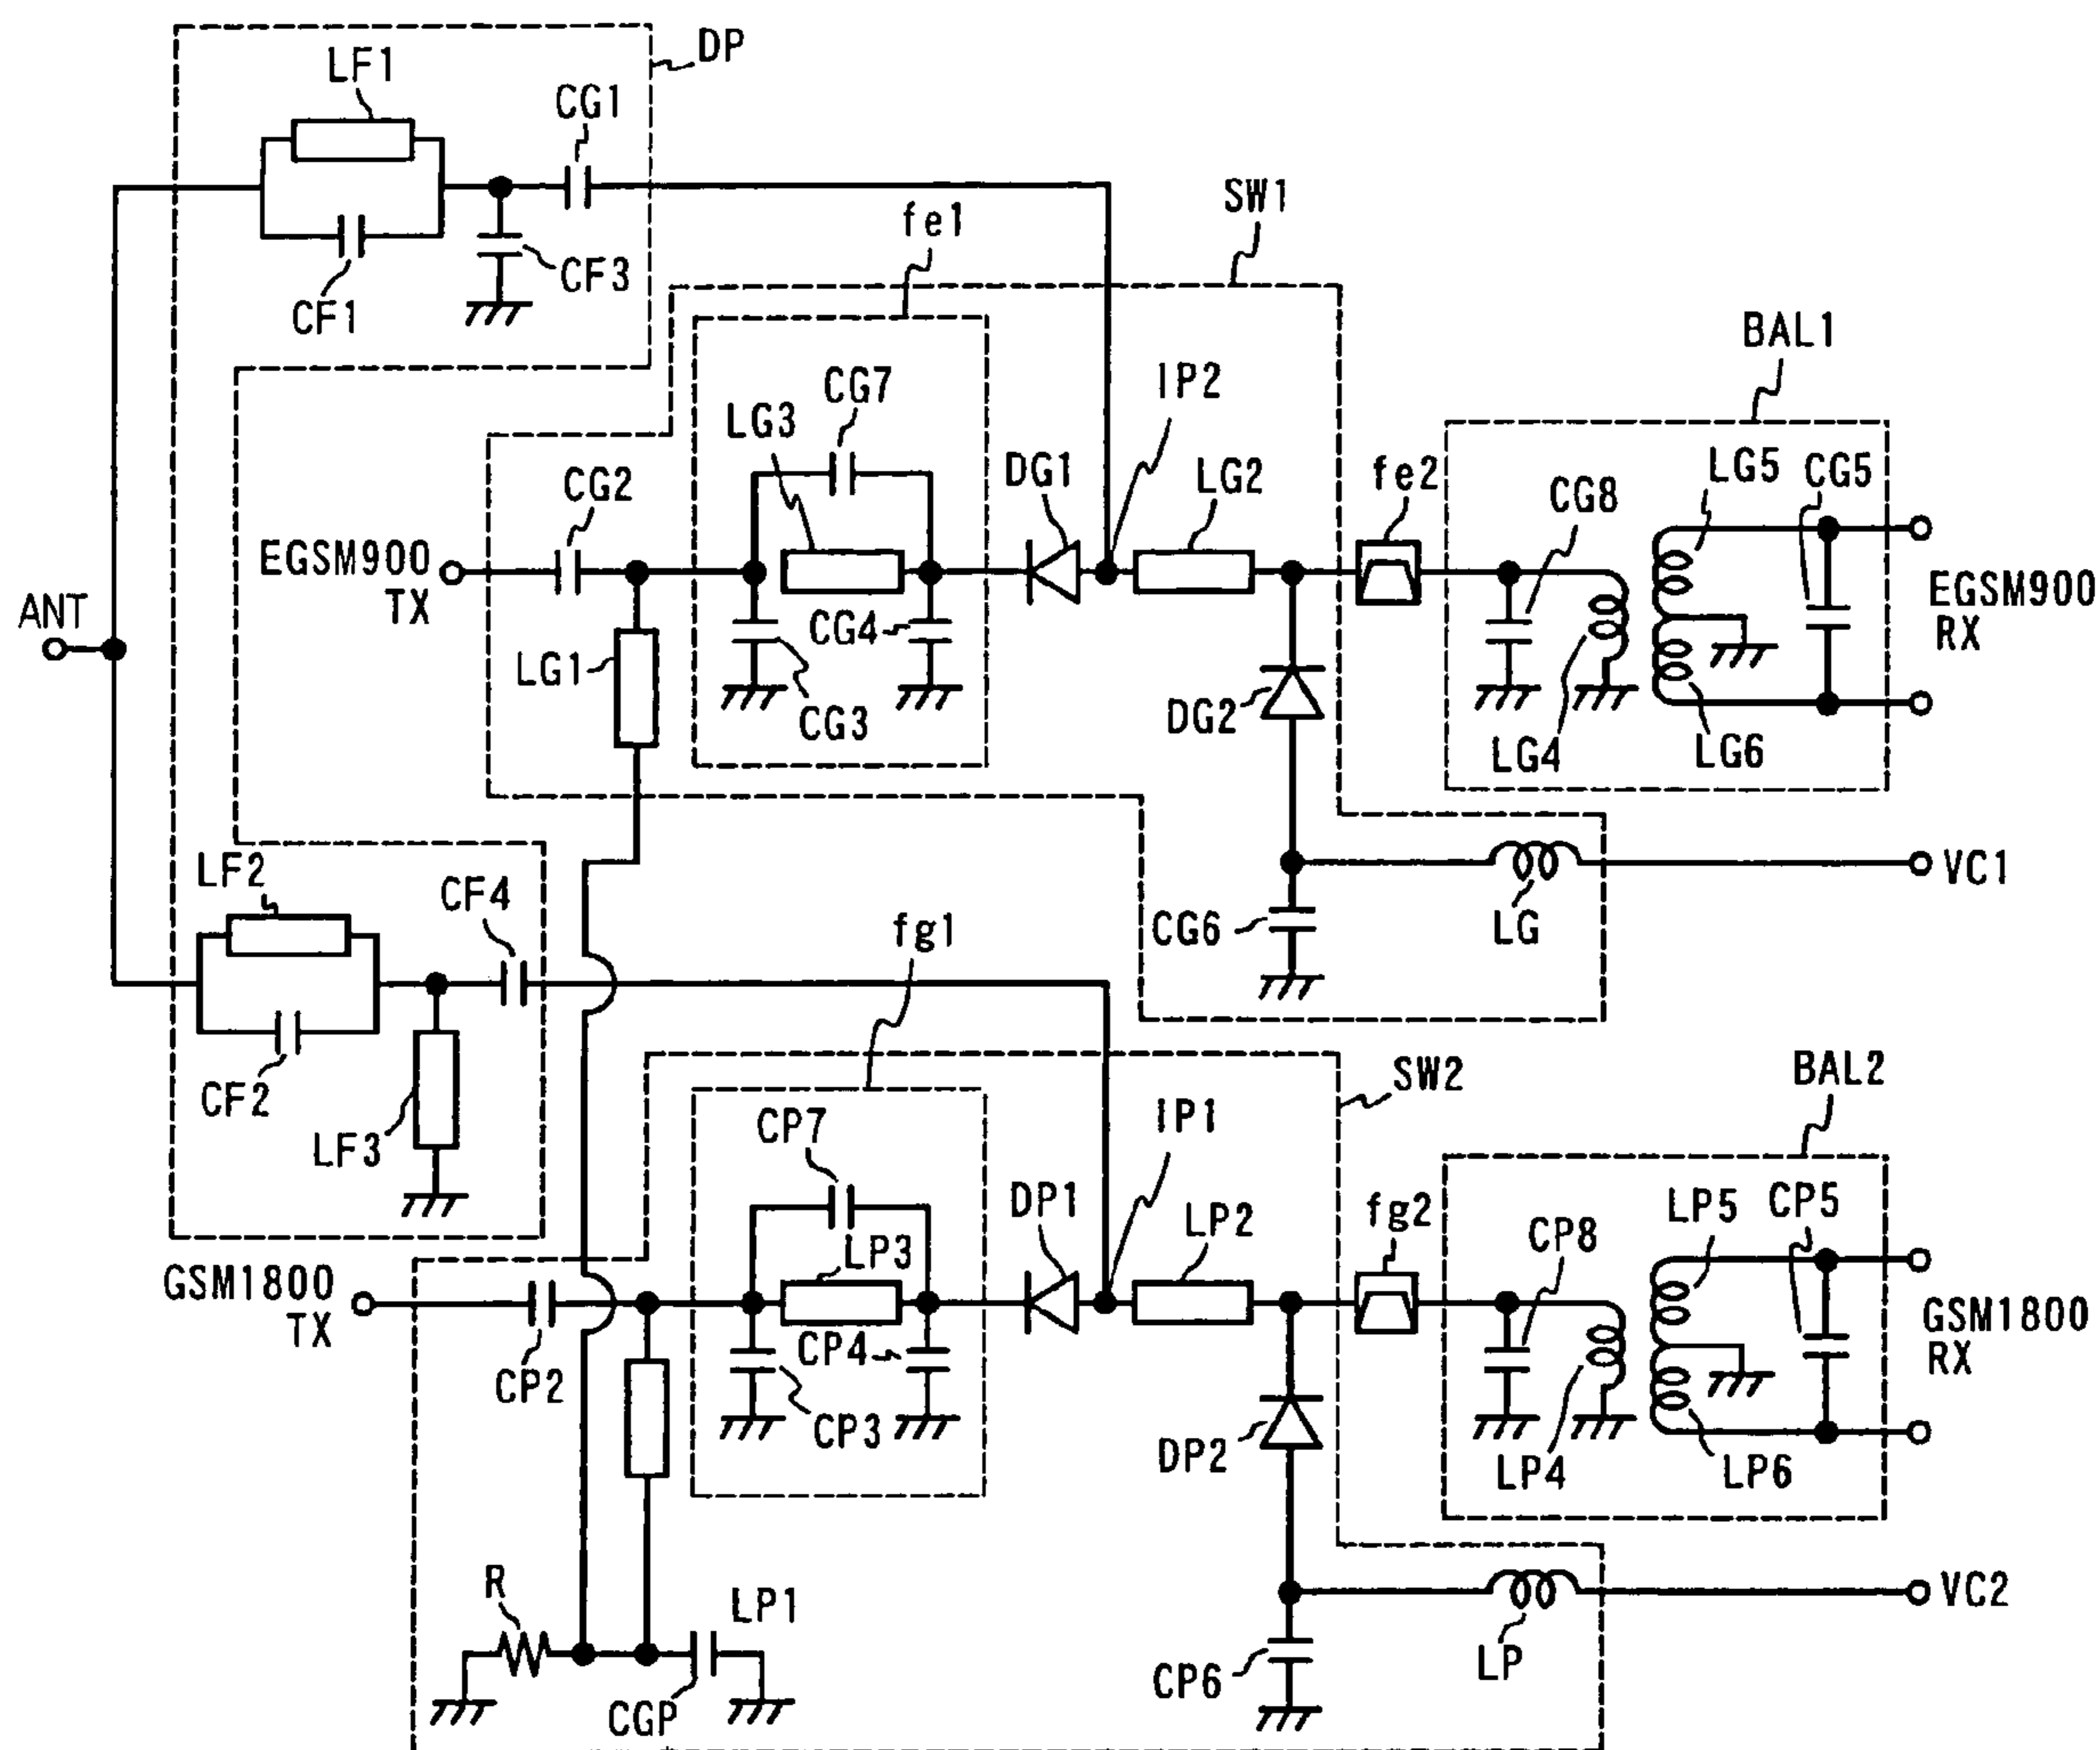 DP
LF1
CG1
SW1
fe1
CF3
CF1
BAL1
IP2
CG7
LG3
DG1
LG2
fe2
LG5
CG5
CG8
CG2
EGSM900
TX
EGSM900
RX
ANT
CG4
LG1
DG2
CG3
LG4
LG6
LF2
CF4
VC1
CG6
LG
fg1
SW2
BAL2
CF2
LF3
CP7
IP1
DP1
LP2
fg2
LP5
CP5
CP8
LP3
GSM1800
TX
GSM1800
RX
CP4
CP2
CP3
DP2
LP4
LP6
R
LP1
VC2
LP
CP6
CGP